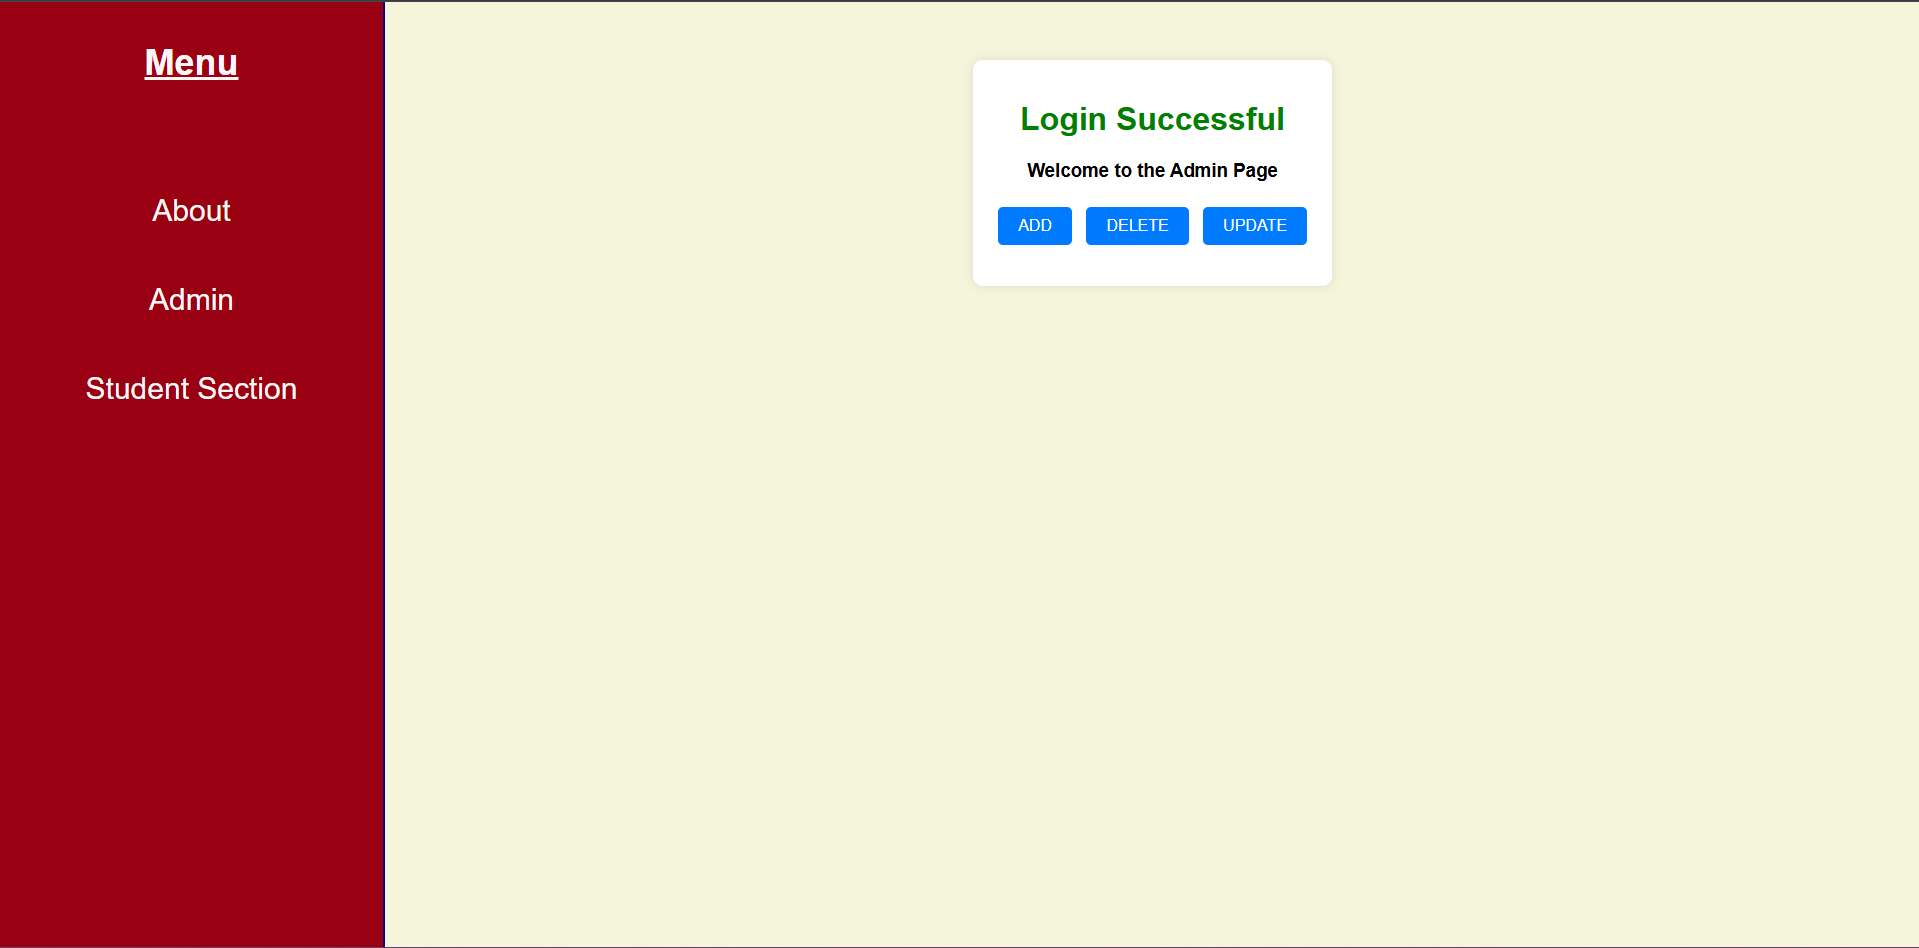 Menu
About
Admin
Student Section
Login Successful
Welcome to the Admin Page
ADD DELETE UPDATE